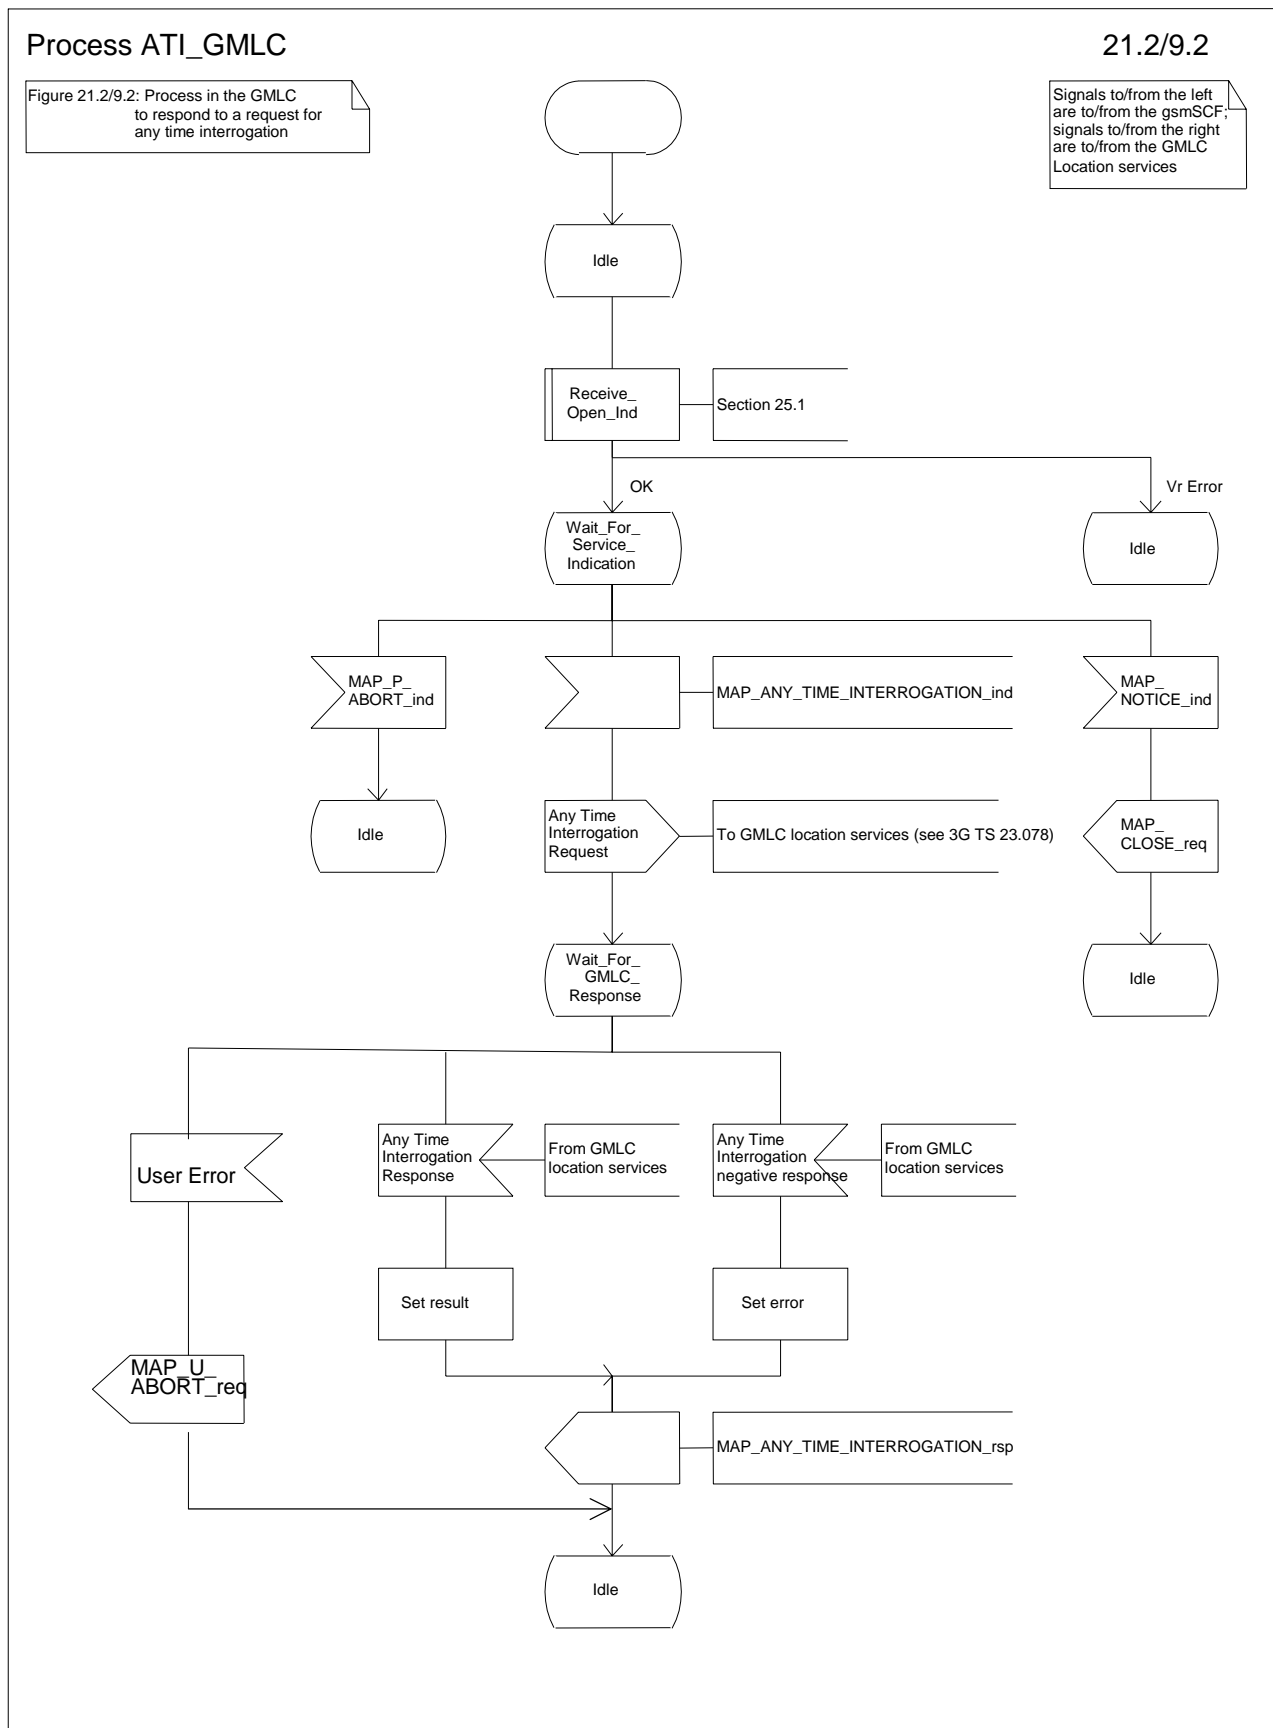 Process ATI_GMLC
21.2/9.2
Figure 21.2/9.2: Process in the GMLC
to respond to a request for
any time interrogation
Signals to/from the left
are to/from the gsmSCF;
signals to/from the right
are to/from the GMLC
Location services
Idle
Receive_
Open_Ind
Section 25.1
OK
Vr Error
Wait_For_
Service_
Indication
Idle
MAP_P_
ABORT_ind
MAP_ANY_TIME_INTERROGATION_ind
MAP_
NOTICE_ind
Idle
Any Time
Interrogation
Request
To GMLC location services (see 3G TS 23.078)
MAP_
CLOSE_req
Wait_For_
GMLC_
Response
Idle
User Error
Any Time
Interrogation
Response
From GMLC
location services
Any Time
Interrogation
negative response
From GMLC
location services
Set result
Set error
MAP_U_
ABORT_req
MAP_ANY_TIME_INTERROGATION_rsp
Idle